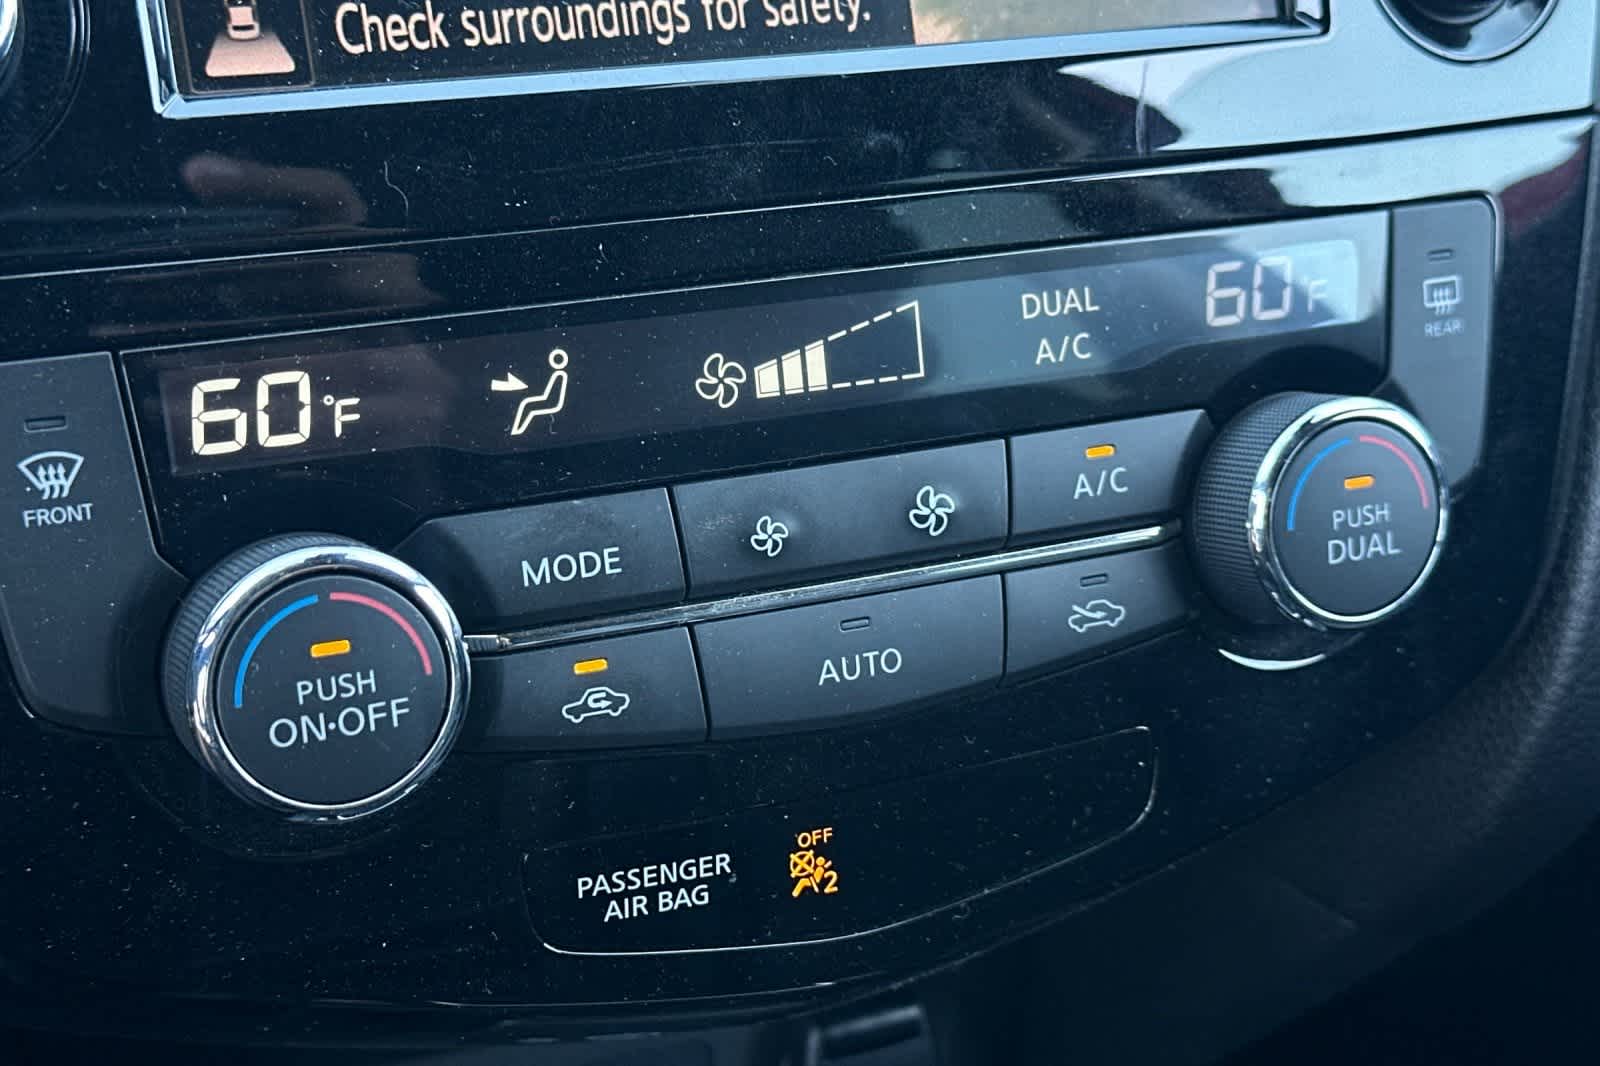 Check surroundings for safety.
60°F
DUAL
A/C
60°F
REAR
FRONT
MODE
A/C
PUSH
DUAL
PUSH
ON·OFF
AUTO
PASSENGER
AIR BAG
OFF
2